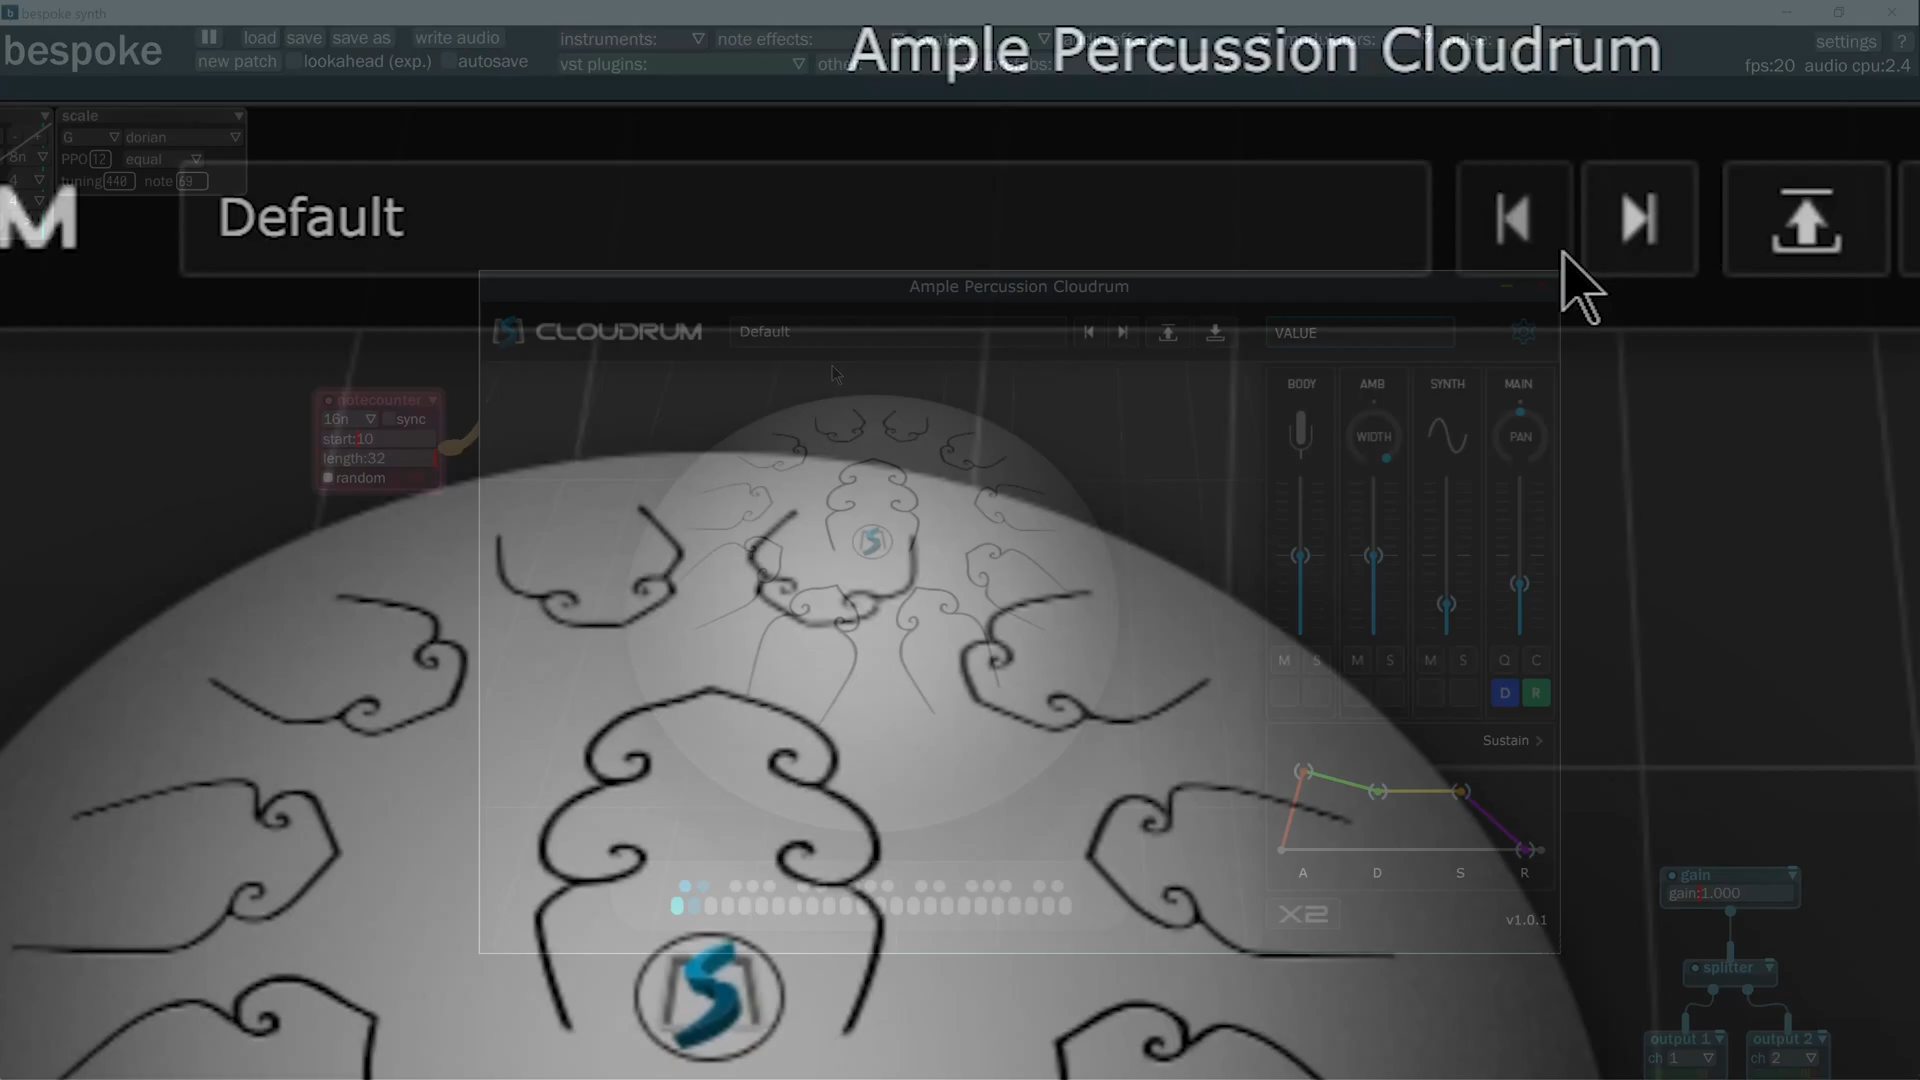 bespoke synth
bespoke
load save save as write audio
new patch lookahead (exp.) autosave
instruments: note effects:
vst plugins:
Ample Percussion Cloudrum
settings ?
fps:20 audio cpu:2.4
scale
G dorian
PPO 12 equal
tuning 440 note 69
8n
4
M
Default
Ample Percussion Cloudrum
CLOUDRUM Default VALUE
notecounter
16n sync
start:10
length:32
random
BODY AMB SYNTH MAIN
WIDTH PAN
M S M S M S Q C
D R
Sustain >
A D S R
X2 v1.0.1
gain
gain:1.000
splitter
output 1 output 2
ch 1 ch 2